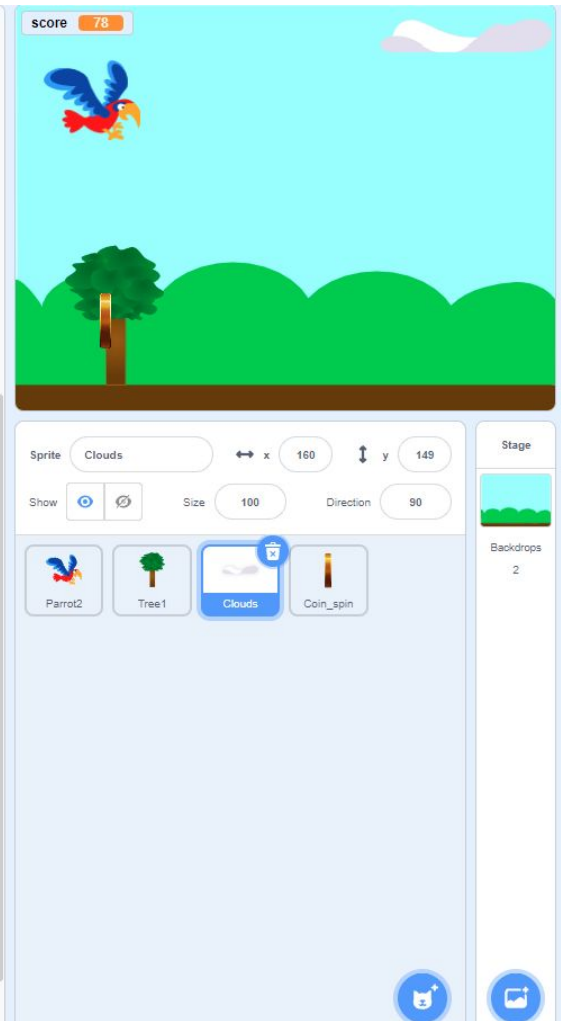 score 78
Sprite Clouds x 160 y 149
Stage
Show Size 100 Direction 90
Backdrops
2
Parrot2 Tree1 Clouds Coin_spin